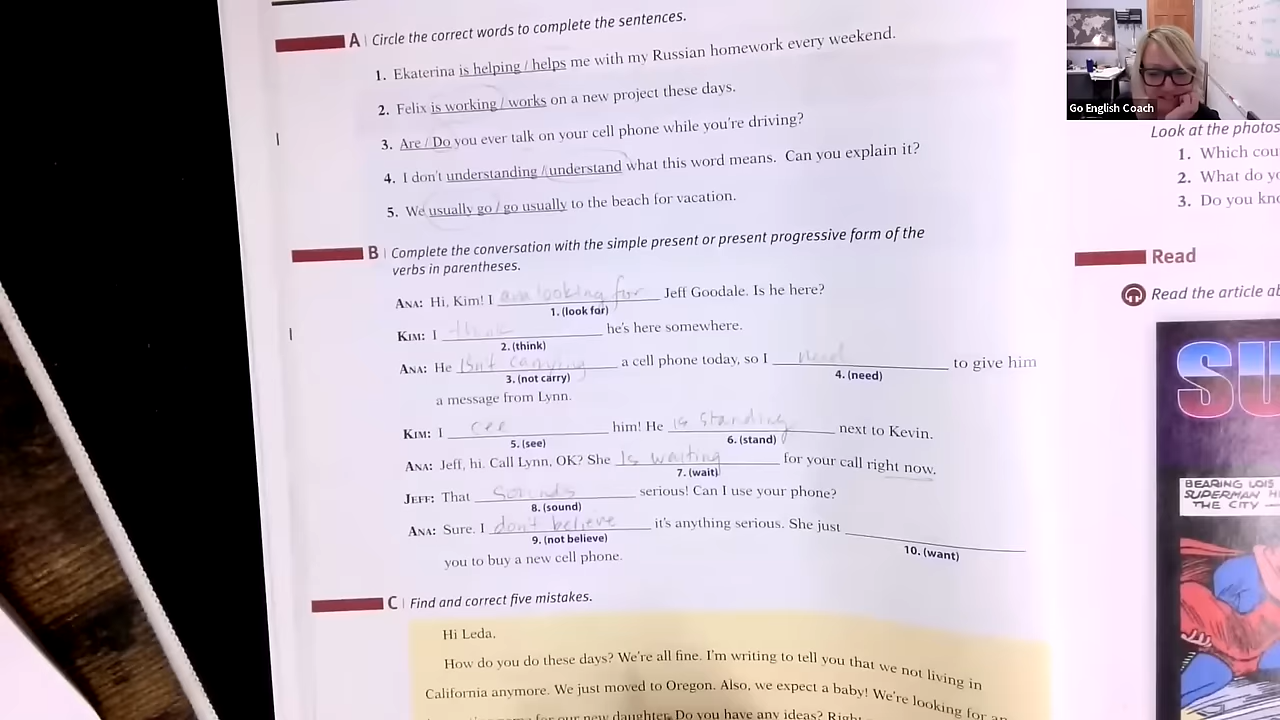 A | Circle the correct words to complete the sentences.
1. Ekaterina is helping / helps me with my Russian homework every weekend.
2. Felix is working / works on a new project these days.
3. Are / Do you ever talk on your cell phone while you're driving?
4. I don't understanding / understand what this word means. Can you explain it?
5. We usually go / go usually to the beach for vacation.
B | Complete the conversation with the simple present or present progressive form of the
verbs in parentheses.
ANA: Hi, Kim! I am looking for Jeff Goodale. Is he here?
1. (look for)
KIM: I think he's here somewhere.
2. (think)
ANA: He isn't carrying a cell phone today, so I need to give him
3. (not carry) 4. (need)
a message from Lynn.
KIM: I see him! He is standing next to Kevin.
5. (see) 6. (stand)
ANA: Jeff, hi. Call Lynn, OK? She is waiting for your call right now.
7. (wait)
JEFF: That sounds serious! Can I use your phone?
8. (sound)
ANA: Sure. I don't believe it's anything serious. She just
9. (not believe) 10. (want)
you to buy a new cell phone.
C | Find and correct five mistakes.
Hi Leda,
How do you do these days? We're all fine. I'm writing to tell you that we not living in
California anymore. We just moved to Oregon. Also, we expect a baby! We're looking for an
name for our new daughter. Do you have any ideas? Right
Go English Coach
Look at the photos
1. Which cou
2. What do yo
3. Do you kno
Read
Read the article ab
SU
BEARING LOIS
SUPERMAN H
THE CITY —